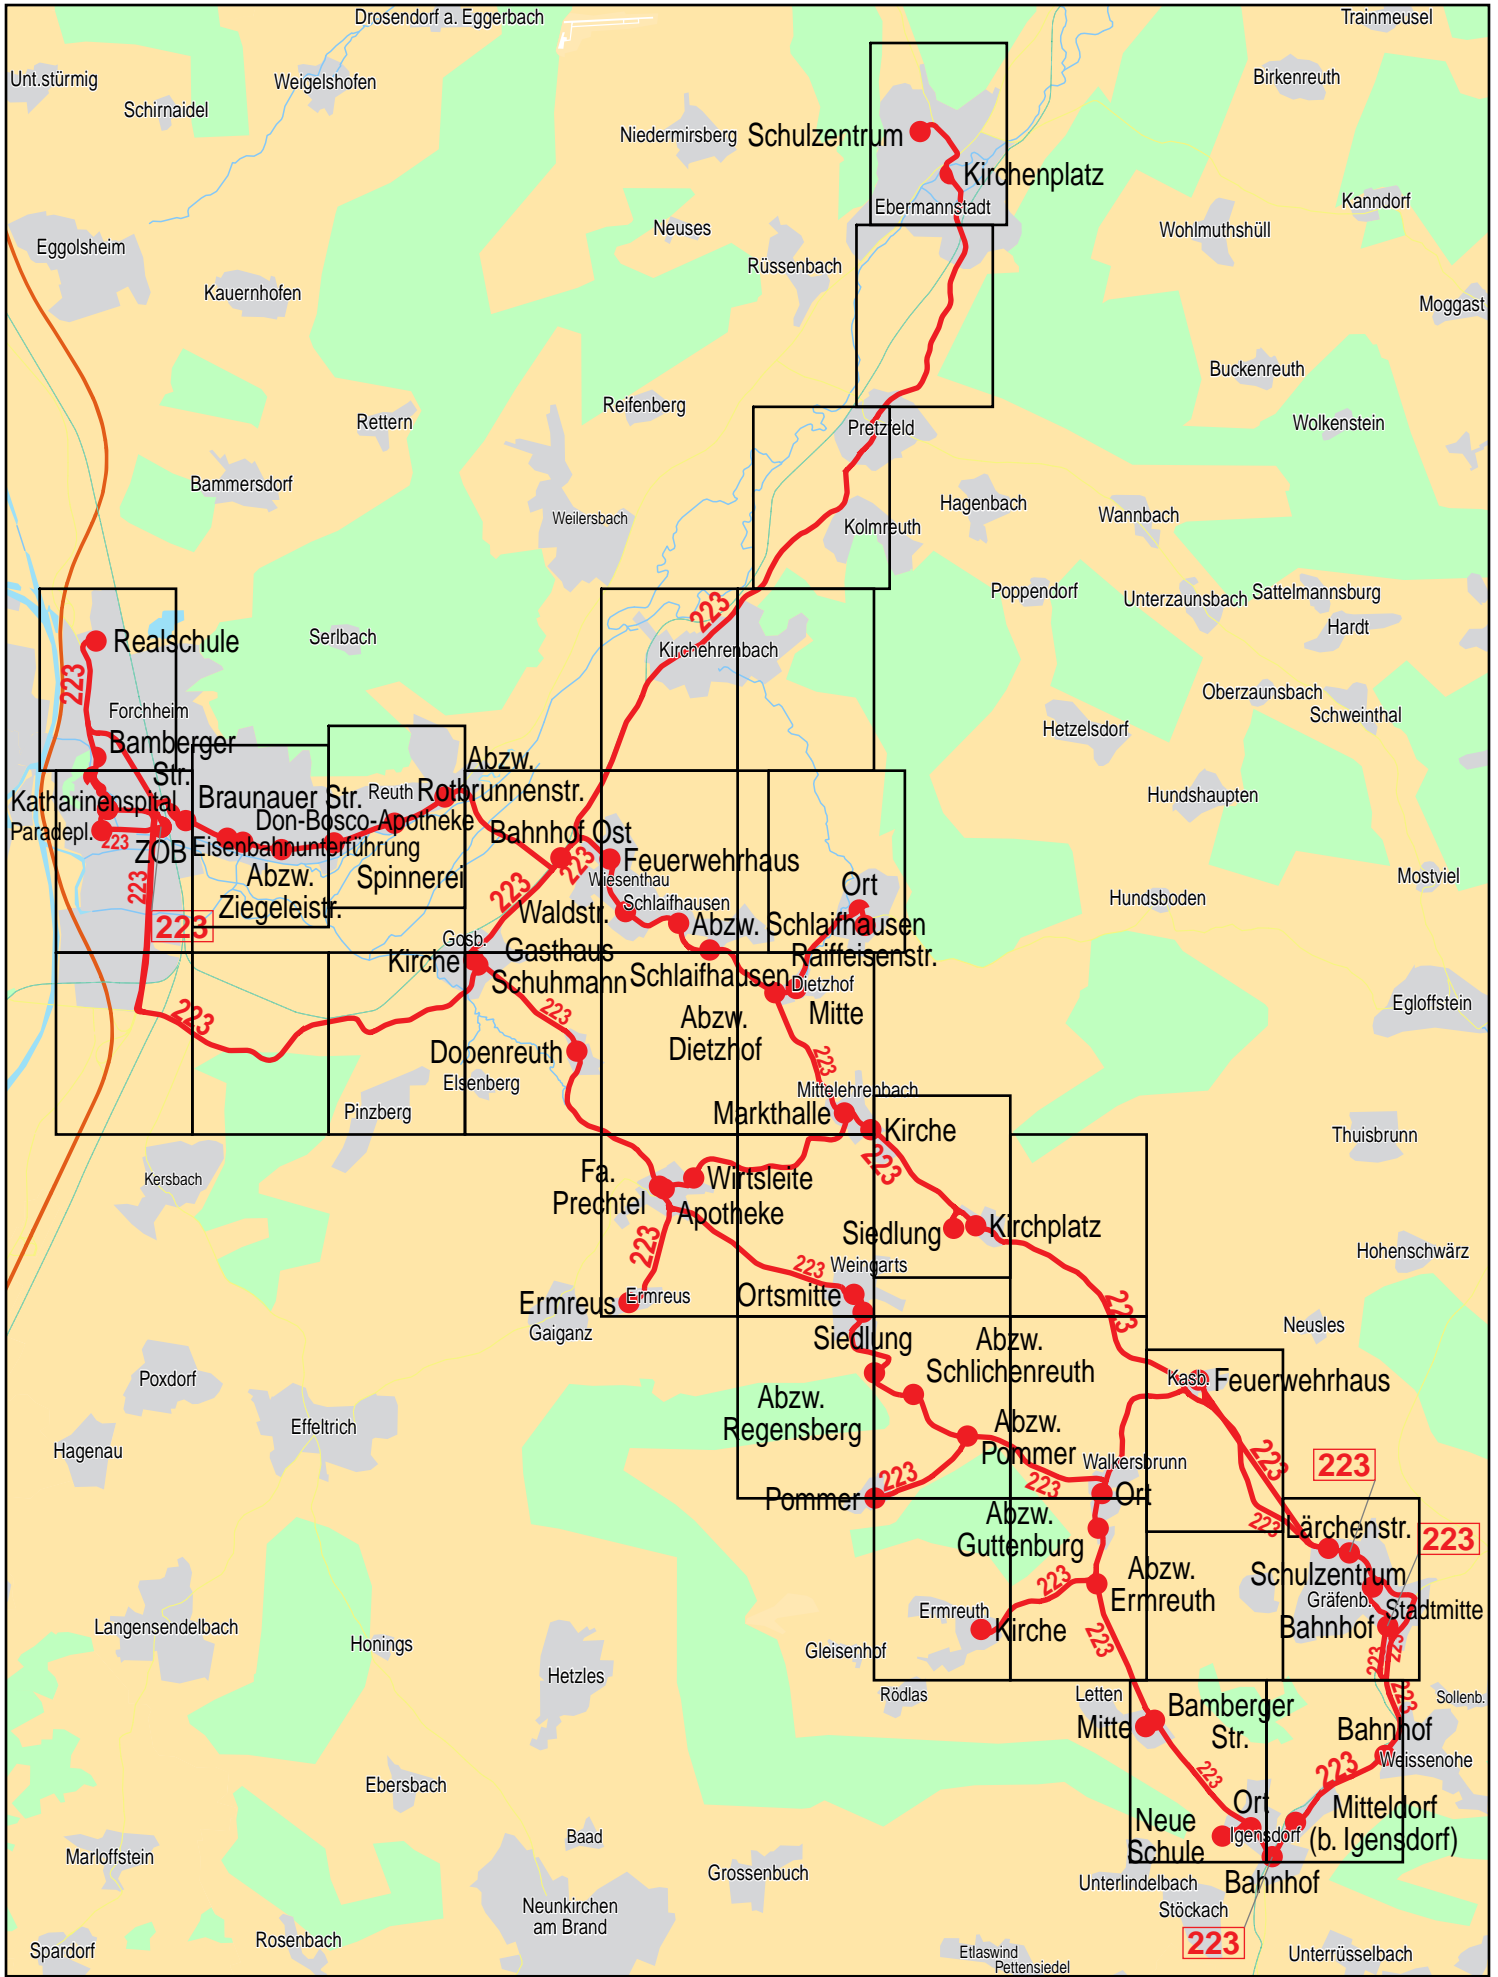 Drosendorf a. Eggerbach
Trainmeusel
Unt.stürmig
Weigelshofen
Birkenreuth
Schirnaidel
Niedermirsberg
Schulzentrum
Kirchenplatz
Ebermannstadt
Kanndorf
Neuses
Wohlmuthshüll
Eggolsheim
Rüssenbach
Kauernhofen
Moggast
Buckenreuth
Reifenberg
Rettern
Pretzfeld
Wolkenstein
Bammersdorf
Weilersbach
Kolmreuth
Hagenbach
Wannbach
Poppendorf
Unterzaunsbach
Sattelmannsburg
Hardt
223
Realschule
Serlbach
Kirchehrenbach
223
Oberzaunsbach
Schweinthal
Forchheim
Hetzelsdorf
Bamberger
Str.
Abzw.
Rotbrunnenstr.
Reuth
Katharinenspital
Braunauer Str.
Hundshaupten
Paradepl.
223
ZOB
Don-Bosco-Apotheke
Eisenbahnunterführung
Bahnhof Ost
Feuerwehrhaus
223
Wiesenthau
Abzw.
Ziegeleistr.
Spinnerei
223
223
223
Waldstr.
Schlaifhausen
Ort
Mostviel
Hundsboden
Abzw. Schlaifhausen
Gosb.
Kirche
Gasthaus
Schuhmann
Schlaifhausen
Raiffeisenstr.
Dietzhof
Mitte
Egloffstein
223
223
Abzw.
Dietzhof
223
Dobenreuth
Elsenberg
Pinzberg
Mittelehrenbach
Markthalle
Kirche
Thuisbrunn
223
Kersbach
Fa.
Prechtel
Wirtsleite
Apotheke
Siedlung
Kirchplatz
223
223
Weingarts
Hohenschwärz
Ermreus
Ermreus
Ortsmitte
223
Gaiganz
Neusles
Siedlung
Abzw.
Schlichenreuth
Poxdorf
Kasb.
Feuerwehrhaus
Abzw.
Regensberg
Effeltrich
Hagenau
Abzw.
Pommer
223
223
Walkersbrunn
223
223
Pommer
Ort
Abzw.
Guttenburg
223
Lärchenstr.
223
Schulzentrum
Abzw.
Ermreuth
223
Gräfenb.
Stadtmitte
Ermreuth
Kirche
Bahnhof
Langensendelbach
Honings
Gleisenhof
223
223
223
Hetzles
Rödlas
Letten
223
Sollenb.
Mitte
Bamberger
Str.
Bahnhof
Weissenohe
223
223
Ebersbach
Ort
Neue
Schule
Igensdorf
Mitteldorf
(b. Igensdorf)
Baad
Marloffstein
Grossenbuch
Unterlindelbach
Bahnhof
Neunkirchen
am Brand
Stöckach
223
Rosenbach
Spardorf
Etlaswind
Pettensiedel
Unterrüsselbach